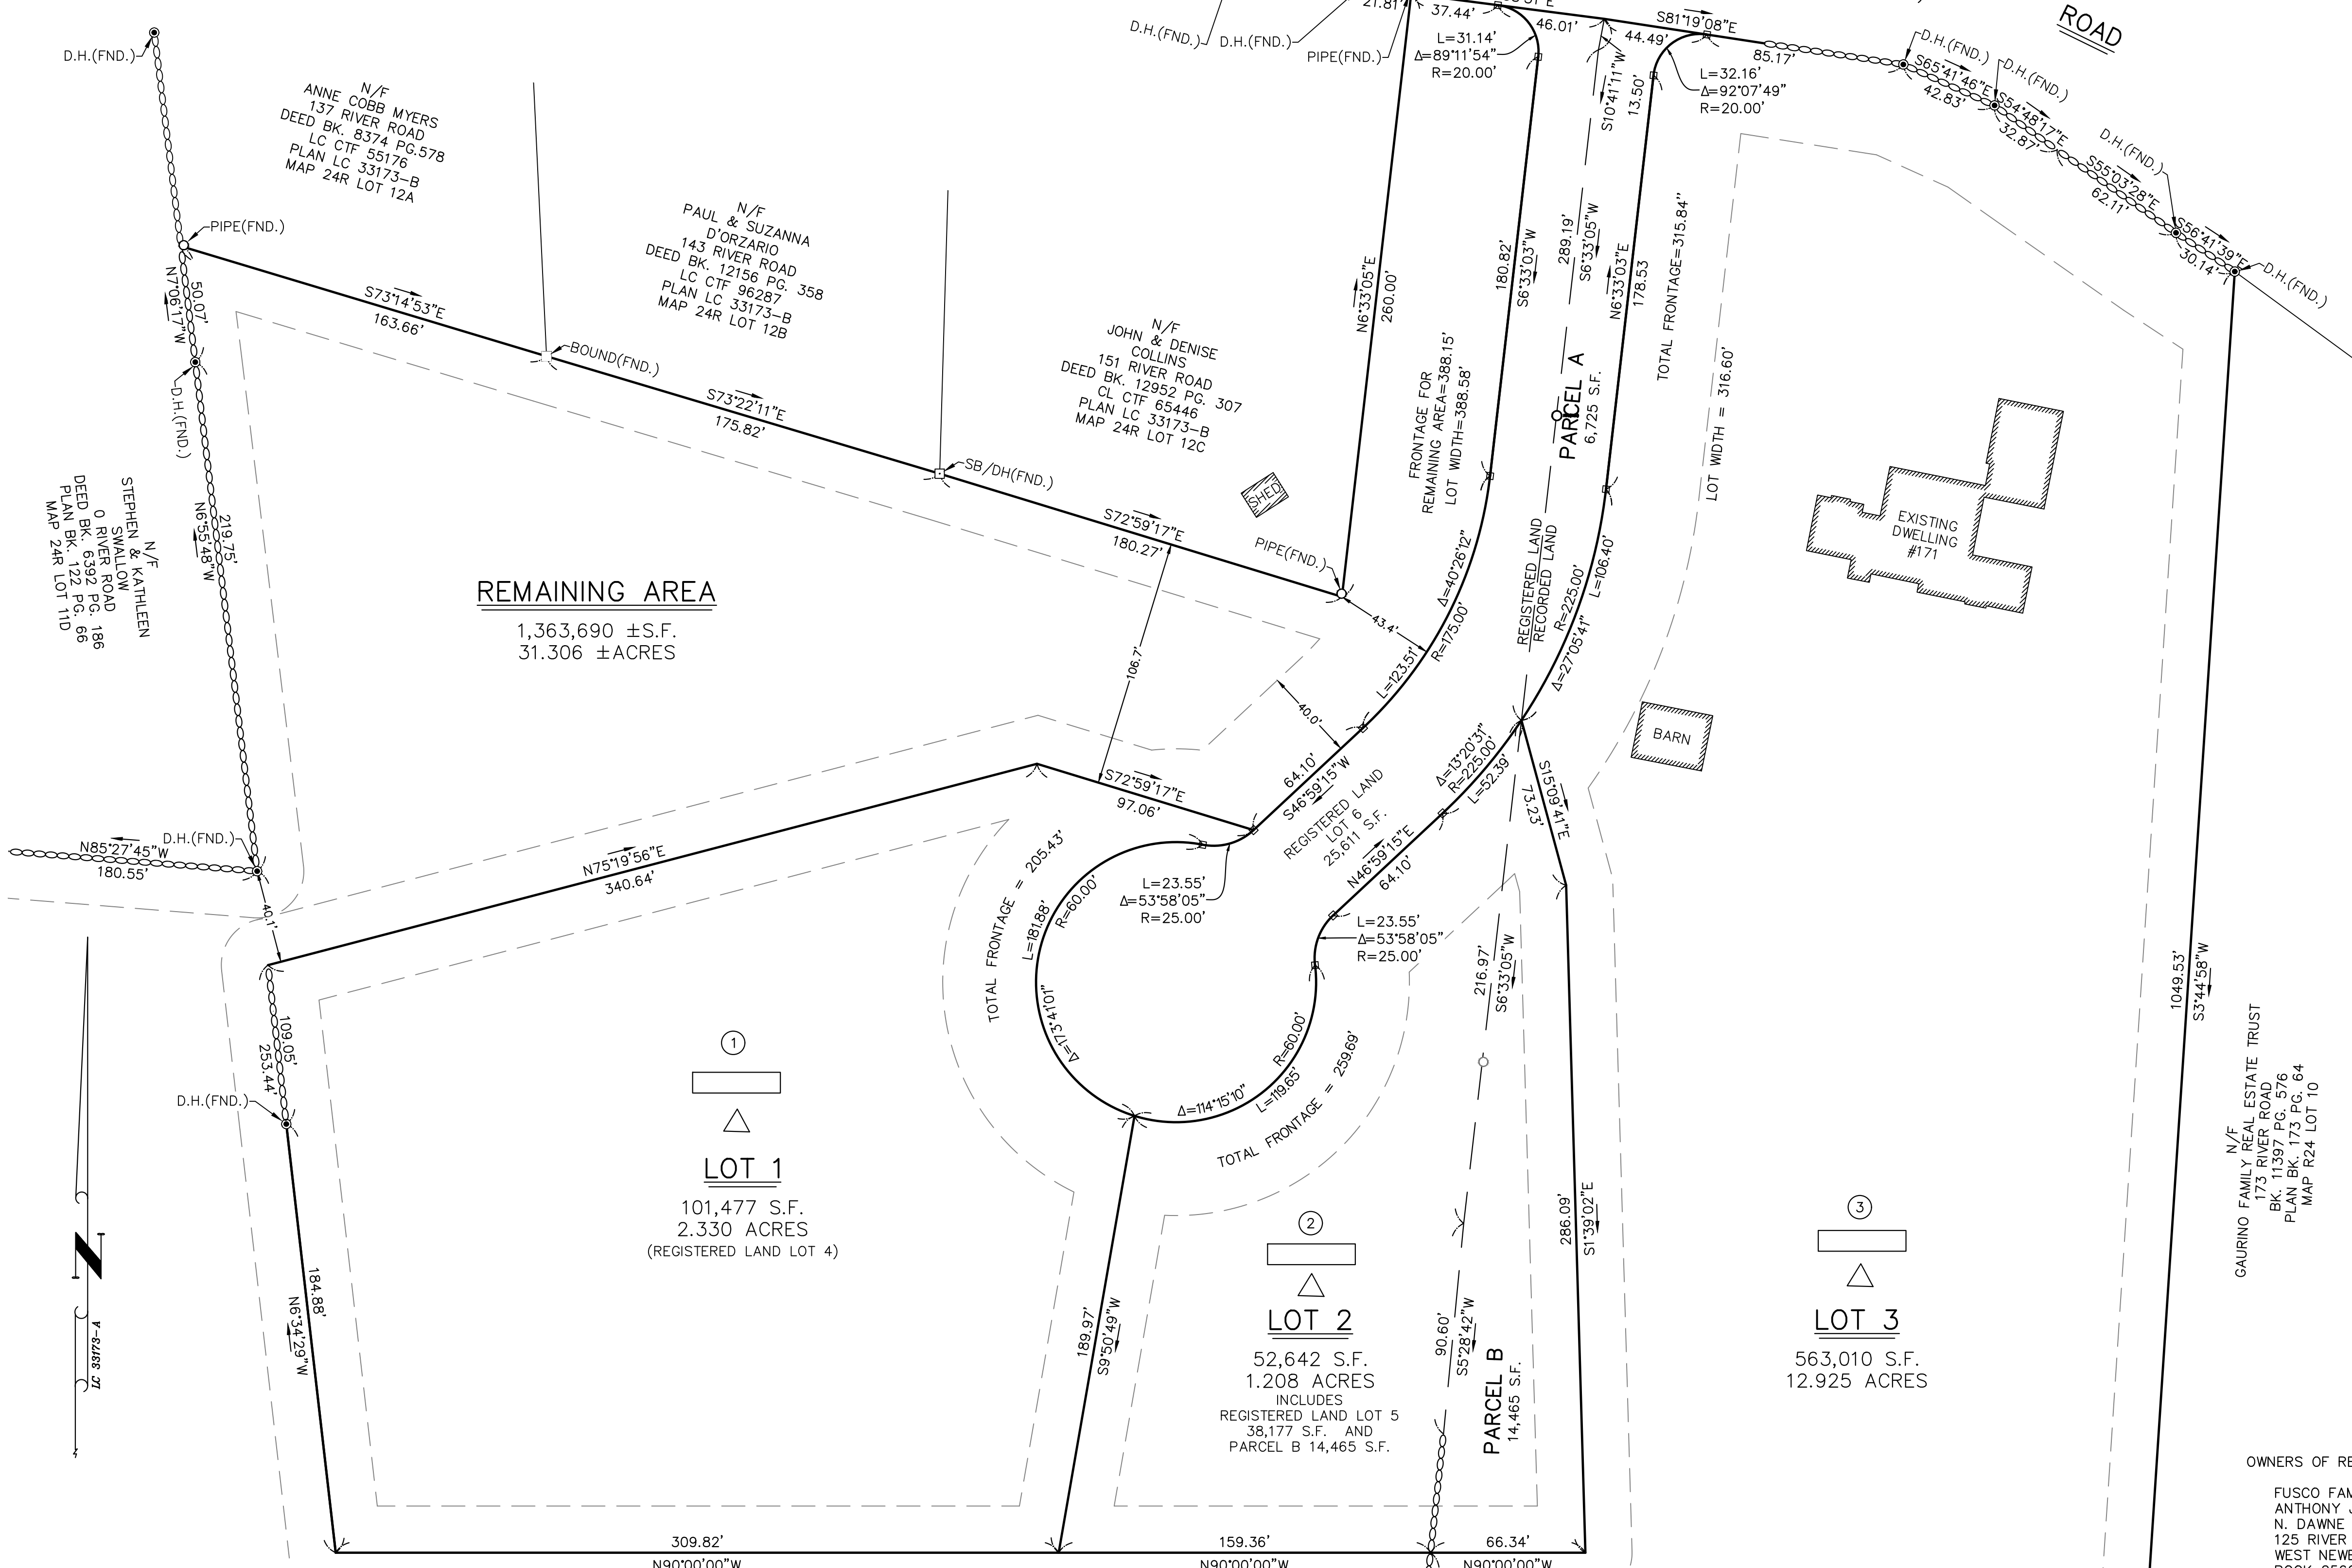 D.H.(FND.)
N/F
ANNE COBB MYERS
137 RIVER ROAD
DEED BK. 8374 PG.578
LC CTF 55176
PLAN LC 33173-B
MAP 24R LOT 12A
PIPE(FND.)
N7°06'17"W
50.07'
D.H.(FND.)
S73°14'53"E
163.66'
BOUND(FND.)
N/F
PAUL & SUZANNA
D'ORZARIO
143 RIVER ROAD
DEED BK. 12156 PG. 358
LC CTF 96287
PLAN LC 33173-B
MAP 24R LOT 12B
S73°22'11"E
175.82'
SB/DH(FND.)
N/F
JOHN & DENISE
COLLINS
151 RIVER ROAD
DEED BK. 12952 PG. 307
CL CTF 65446
PLAN LC 33173-B
MAP 24R LOT 12C
SHED
S72°59'17"E
180.27'
PIPE(FND.)
D.H.(FND.)
D.H.(FND.)
PIPE(FND.)
21.81'
37.44'
46.01'
L=31.14'
Δ=89°11'54"
R=20.00'
S81°19'08"E
44.49'
85.17'
L=32.16'
Δ=92°07'49"
R=20.00'
ROAD
D.H.(FND.)
S65°41'46"E
42.83'
D.H.(FND.)
S54°48'17"E
32.87'
D.H.(FND.)
S55°03'28"E
62.11'
S56°41'39"E
30.14'
D.H.(FND.)
S10°41'11"W
13.50'
N6°33'05"E
260.00'
180.82'
S6°33'03"W
289.19'
S6°33'05"W
N6°33'03"E
178.53
TOTAL FRONTAGE=315.84"
LOT WIDTH = 316.60'
FRONTAGE FOR
REMAINING AREA=388.15'
LOT WIDTH=388.58'
PARCEL A
6,725 S.F.
REGISTERED LAND
RECORDED LAND
EXISTING
DWELLING
#171
BARN
N/F
STEPHEN & KATHLEEN
SWALLOW
0 RIVER ROAD
DEED BK. 6392 PG. 186
PLAN BK. 122 PG. 66
MAP 24R LOT 11D
219.75'
N6°55'48"W
REMAINING AREA
1,363,690 ±S.F.
31.306 ±ACRES
106.7'
43.4'
40.0'
Δ=40°26'12"
R=175.00'
L=123.51'
R=225.00'
L=106.40'
Δ=27°05'41"
64.10'
S46°59'15"W
REGISTERED LAND
LOT 6
25,611 S.F.
Δ=13°20'31"
R=225.00'
L=52.39'
N46°59'15"E
64.10'
S15°09'41"E
73.23'
S72°59'17"E
97.06'
D.H.(FND.)
N85°27'45"W
180.55'
40.1'
N75°19'56"E
340.64'
TOTAL FRONTAGE = 205.43'
L=181.88'
R=60.00'
Δ=173°41'01"
L=23.55'
Δ=53°58'05"
R=25.00'
L=23.55'
Δ=53°58'05"
R=25.00'
R=60.00'
L=119.65'
Δ=114°15'10"
TOTAL FRONTAGE = 259.69'
216.97'
S6°33'05"W
109.05'
253.44'
D.H.(FND.)
184.88'
N6°34'29"W
LC 33173-A
N
1
LOT 1
101,477 S.F.
2.330 ACRES
(REGISTERED LAND LOT 4)
189.97'
S9°50'49"W
2
LOT 2
52,642 S.F.
1.208 ACRES
INCLUDES
REGISTERED LAND LOT 5
38,177 S.F. AND
PARCEL B 14,465 S.F.
90.60'
S5°28'42"W
PARCEL B
14,465 S.F.
286.09'
S1°39'02"E
3
LOT 3
563,010 S.F.
12.925 ACRES
1049.53'
S3°44'58"W
N/F
GAURINO FAMILY REAL ESTATE TRUST
173 RIVER ROAD
BK. 11397 PG. 576
PLAN BK. 173 PG. 64
MAP R24 LOT 10
309.82'
N90°00'00"W
159.36'
N90°00'00"W
66.34'
N90°00'00"W
OWNERS OF RE
FUSCO FAM
ANTHONY J
N. DAWNE
125 RIVER
WEST NEWB